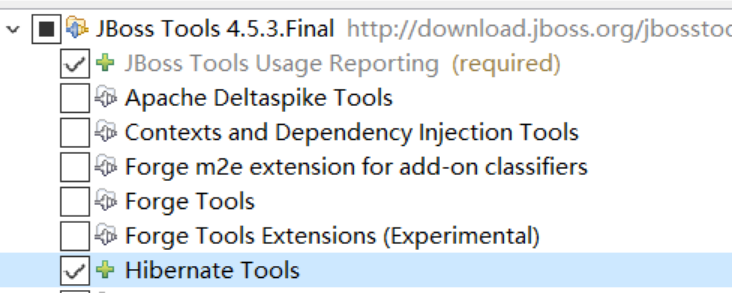 JBoss Tools 4.5.3.Final http://download.jboss.org/jbosstoo
JBoss Tools Usage Reporting (required)
Apache Deltaspike Tools
Contexts and Dependency Injection Tools
Forge m2e extension for add-on classifiers
Forge Tools
Forge Tools Extensions (Experimental)
Hibernate Tools